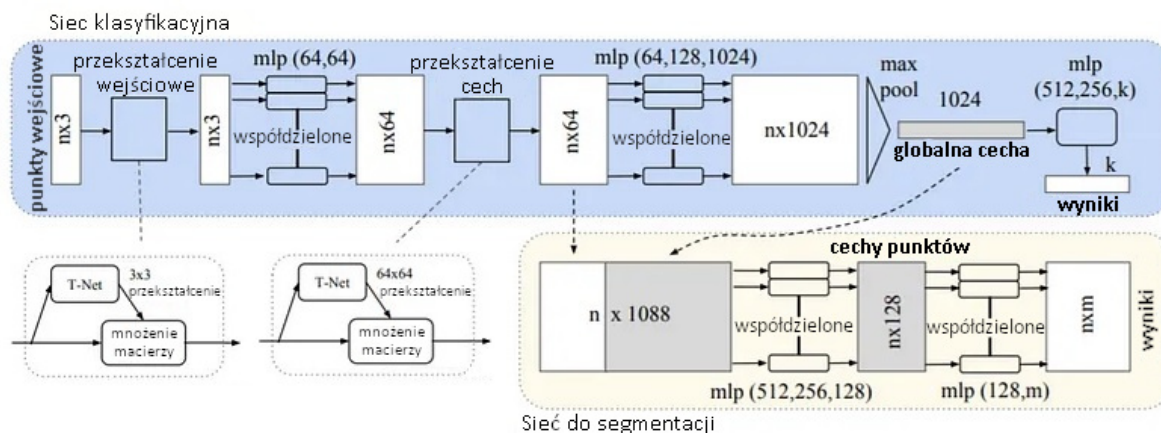 Siec klasyfikacyjna
punkty wejściowe
nx3
przekształcenie
wejściowe
nx3
mlp (64,64)
współdzielone
nx64
przekształcenie
cech
nx64
mlp (64,128,1024)
współdzielone
nx1024
max
pool
1024
globalna cecha
mlp
(512,256,k)
k
wyniki
T-Net
3x3
przekształcenie
mnożenie
macierzy
T-Net
64x64
przekształcenie
mnożenie
macierzy
cechy punktów
n x 1088
współdzielone
mlp (512,256,128)
nx128
współdzielone
mlp (128,m)
nxm
wyniki
Sieć do segmentacji